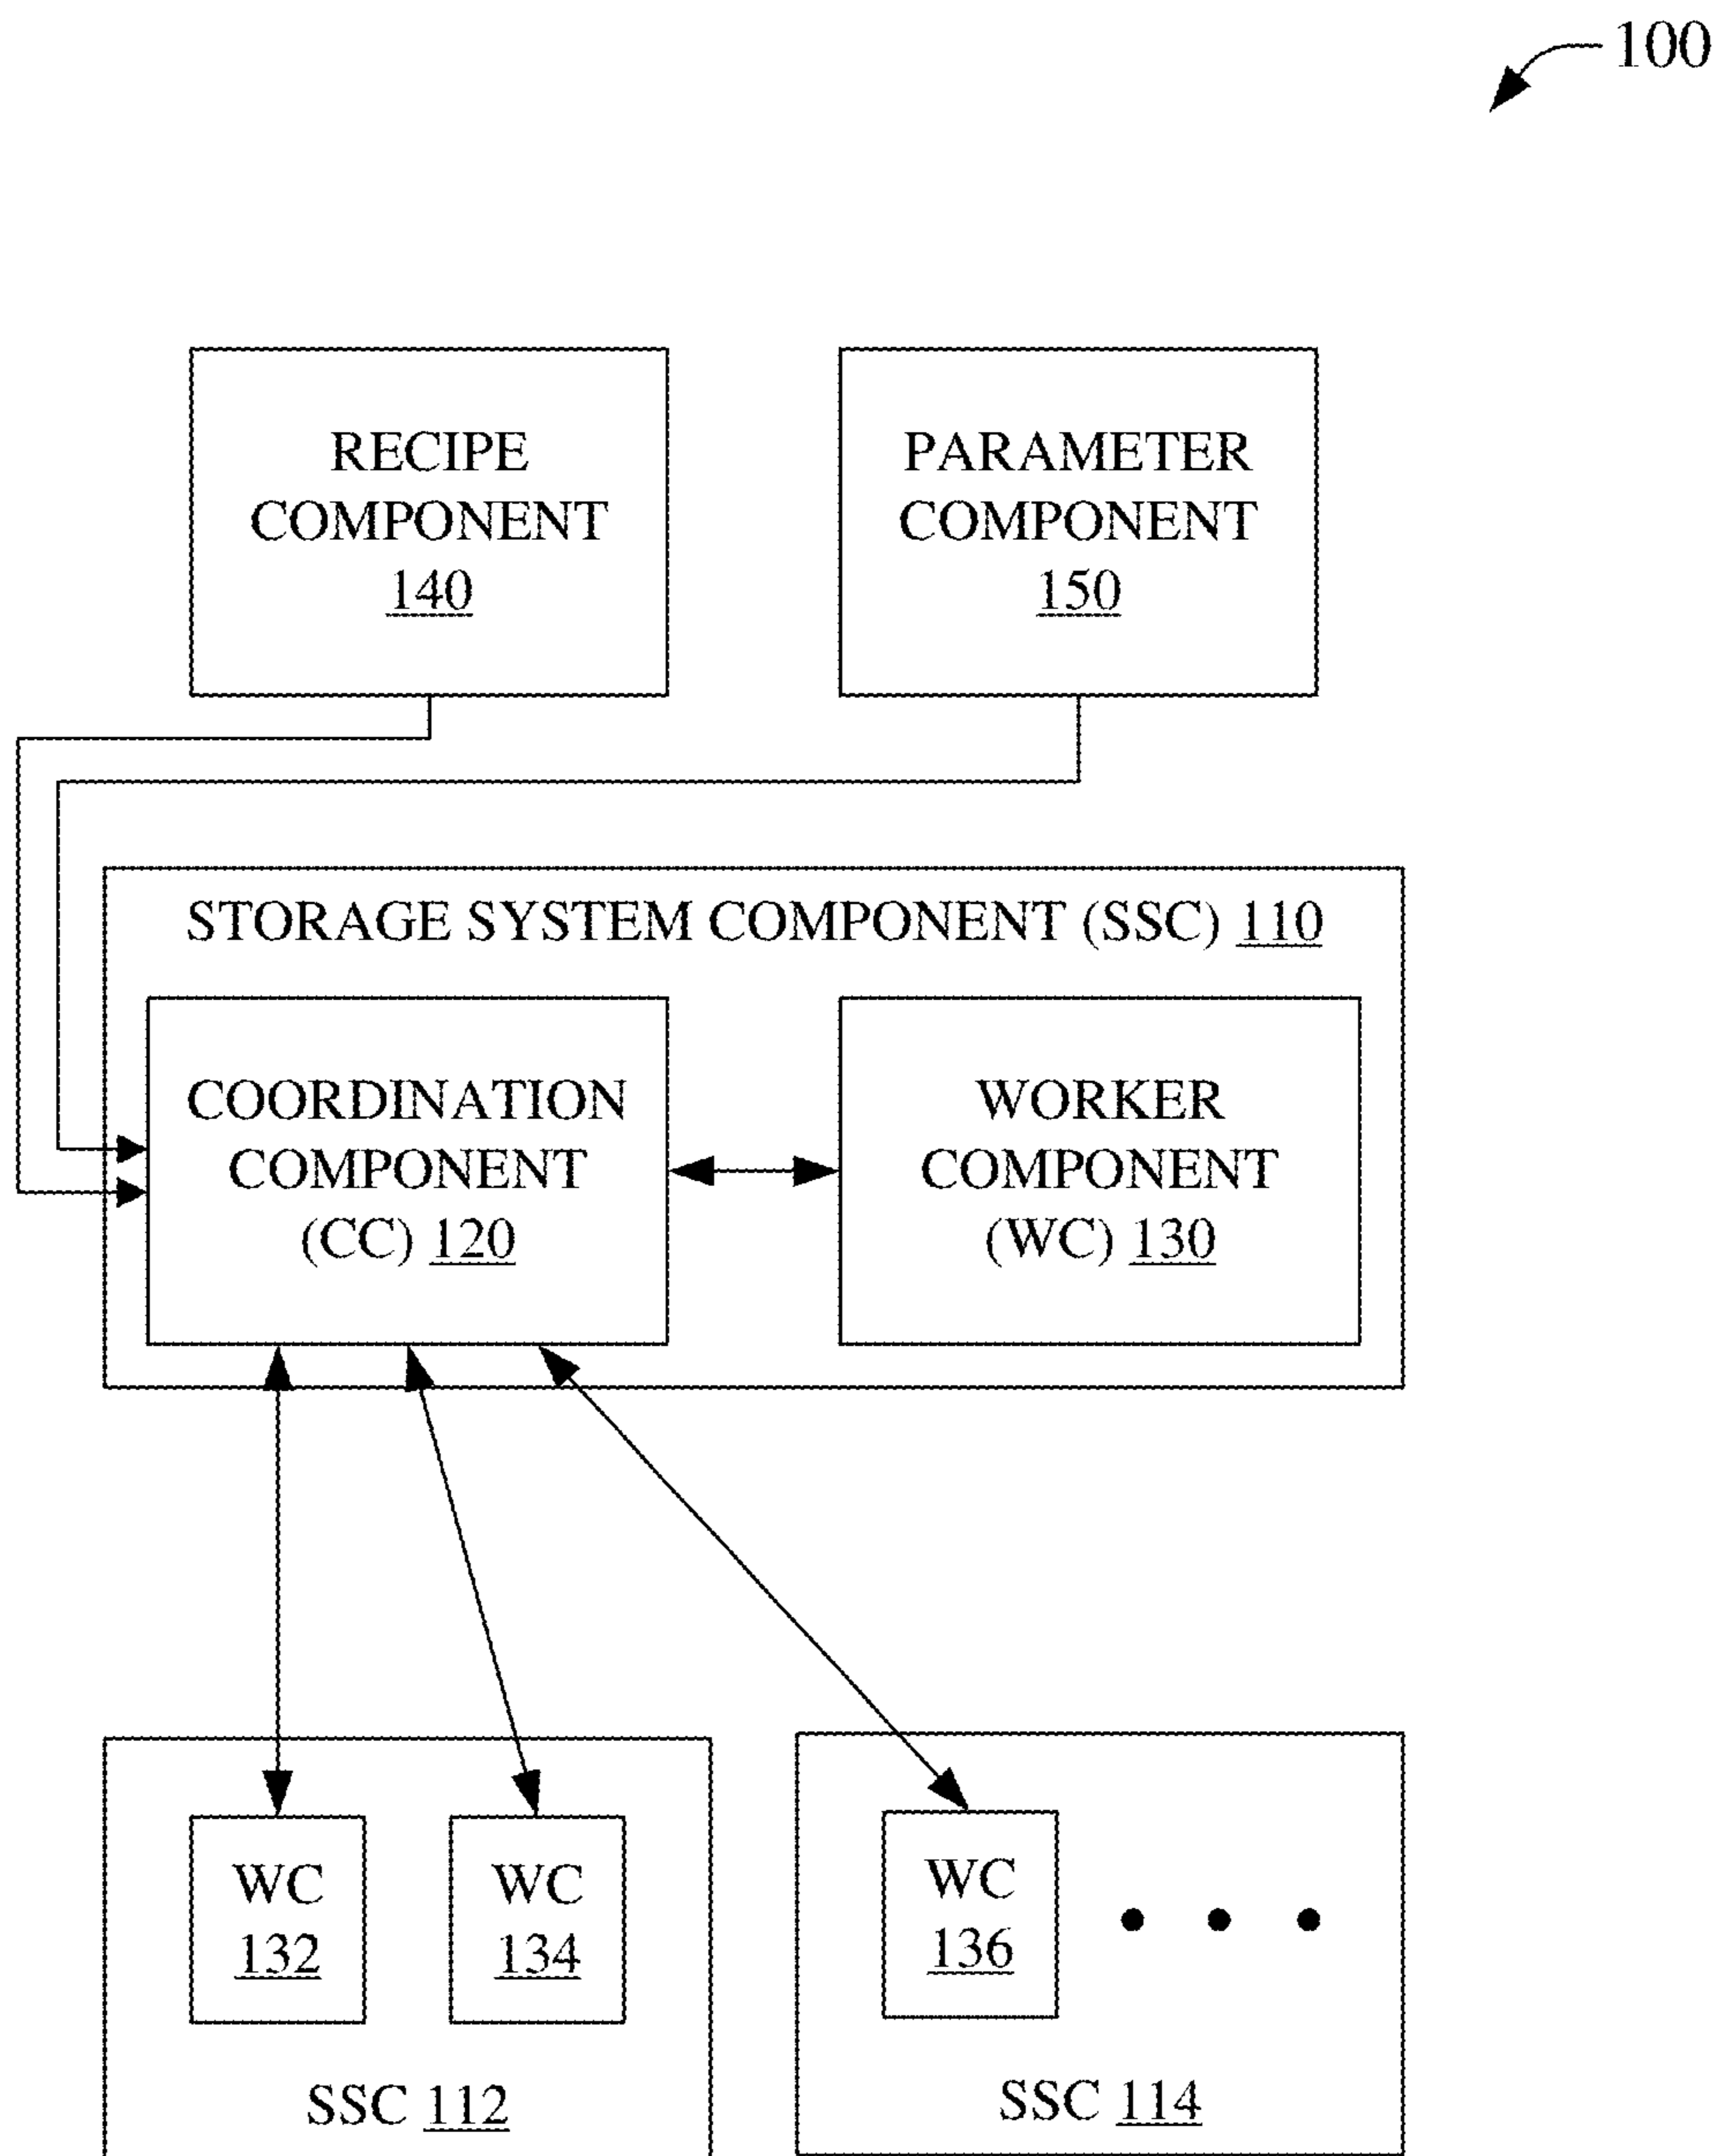 100
RECIPE
COMPONENT
140
PARAMETER
COMPONENT
150
STORAGE SYSTEM COMPONENT (SSC) 110
COORDINATION
COMPONENT
(CC) 120
WORKER
COMPONENT
(WC) 130
WC
132
WC
134
WC
136
SSC 112
SSC 114